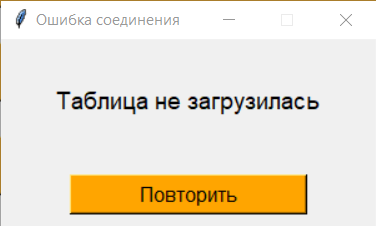 Ошибка соединения
Таблица не загрузилась
Повторить